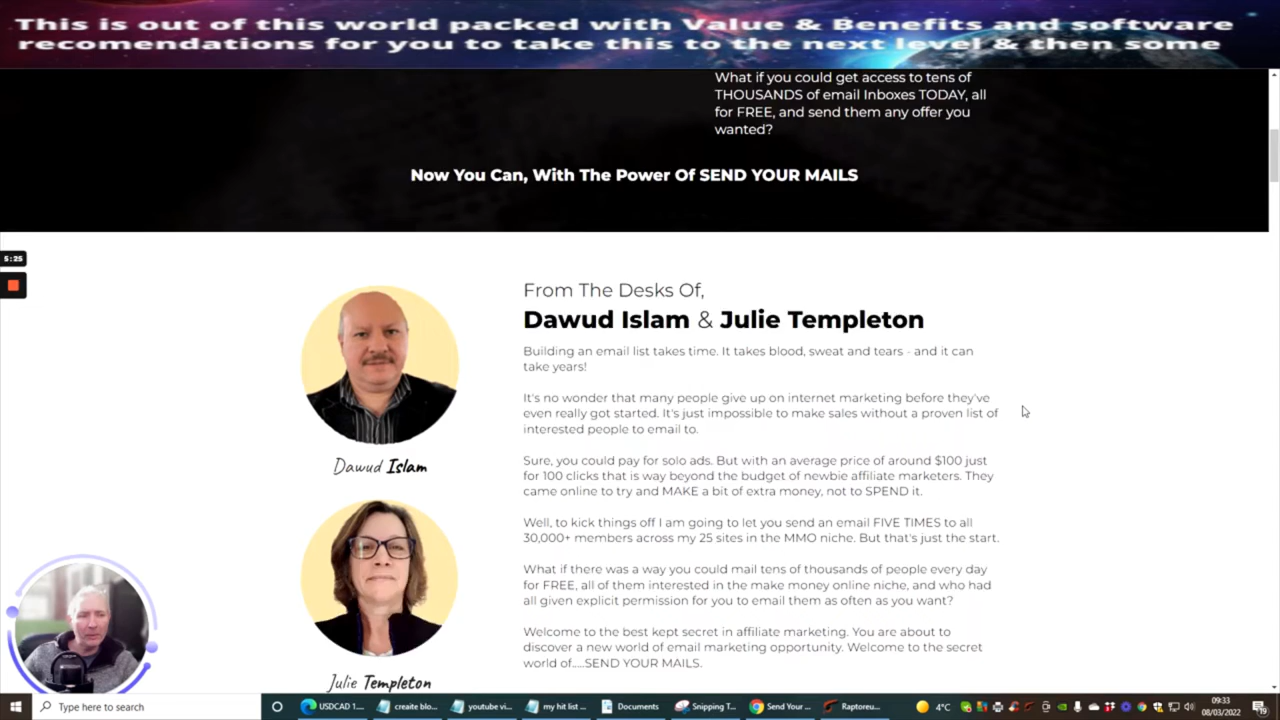 This is out of this world packed with Value & Benefits and software
recomendations for you to take this to the next level & then some
What if you could get access to tens of
THOUSANDS of email Inboxes TODAY, all
for FREE, and send them any offer you
wanted?
Now You Can, With The Power Of SEND YOUR MAILS
5:25
From The Desks Of,
Dawud Islam & Julie Templeton
Building an email list takes time. It takes blood, sweat and tears - and it can
take years!
It's no wonder that many people give up on internet marketing before they've
even really got started. It's just impossible to make sales without a proven list of
interested people to email to.
Sure, you could pay for solo ads. But with an average price of around $100 just
for 100 clicks that is way beyond the budget of newbie affiliate marketers. They
came online to try and MAKE a bit of extra money, not to SPEND it.
Well, to kick things off I am going to let you send an email FIVE TIMES to all
30,000+ members across my 25 sites in the MMO niche. But that's just the start.
What if there was a way you could mail tens of thousands of people every day
for FREE, all of them interested in the make money online niche, and who had
all given explicit permission for you to email them as often as you want?
Welcome to the best kept secret in affiliate marketing. You are about to
discover a new world of email marketing opportunity. Welcome to the secret
world of.....SEND YOUR MAILS.
Dawud Islam
Julie Templeton
Type here to search
USDCAD 1....
creaite blo...
youtube vi...
my hit list ...
Documents
Snipping T...
Send Your ...
Raptoreu...
4°C
09:33
08/03/2022
19